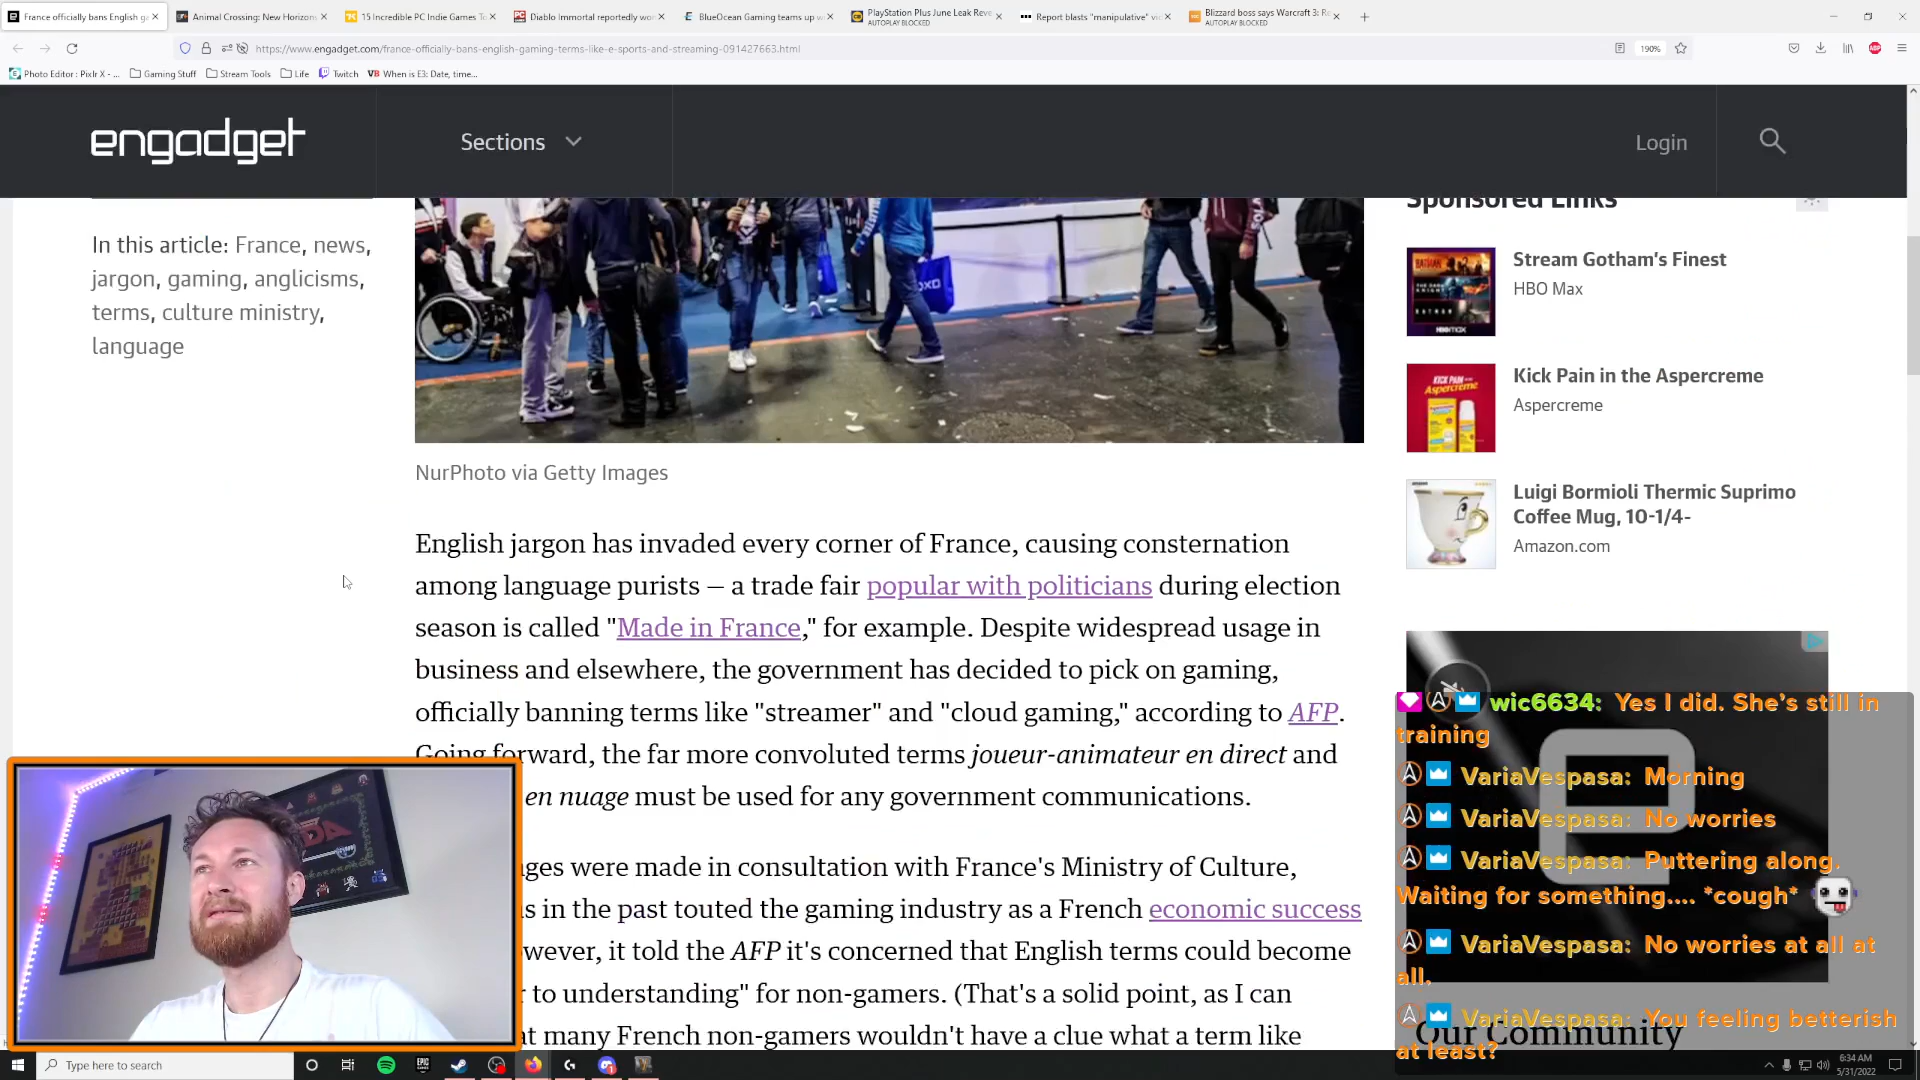 France officially bans English ga
Animal Crossing: New Horizon
15 Incredible PC Indie Games To
Diablo Immortal reportedly won
BlueOcean Gaming teams up w
PlayStation Plus June Leak Reve
AUTOPLAY BLOCKED
Report blasts "manipulative" vi
Blizzard boss says Warcraft 3: Re
AUTOPLAY BLOCKED
https://www.engadget.com/france-officially-bans-english-gaming-terms-like-e-sports-and-streaming-091427663.html
190%
Photo Editor : Pixlr X - ...
Gaming Stuff
Stream Tools
Life
Twitch
When is E3: Date, time...
engadget
Sections
Login
In this article: France, news,
jargon, gaming, anglicisms,
terms, culture ministry,
language
NurPhoto via Getty Images
English jargon has invaded every corner of France, causing consternation
among language purists — a trade fair popular with politicians during election
season is called "Made in France," for example. Despite widespread usage in
business and elsewhere, the government has decided to pick on gaming,
officially banning terms like "streamer" and "cloud gaming," according to AFP.
Going forward, the far more convoluted terms joueur-animateur en direct and
en nuage must be used for any government communications.
ges were made in consultation with France's Ministry of Culture,
s in the past touted the gaming industry as a French economic success
wever, it told the AFP it's concerned that English terms could become
r to understanding" for non-gamers. (That's a solid point, as I can
at many French non-gamers wouldn't have a clue what a term like
Sponsored Links
Stream Gotham's Finest
HBO Max
Kick Pain in the Aspercreme
Aspercreme
Luigi Bormioli Thermic Suprimo
Coffee Mug, 10-1/4-
Amazon.com
wic6634: Yes I did. She's still in
training
VariaVespasa: Morning
VariaVespasa: No worries
VariaVespasa: Puttering along.
Waiting for something.... *cough*
VariaVespasa: No worries at all at
all.
VariaVespasa: You feeling betterish
at least?
Our Community
Type here to search
6:34 AM
5/31/2022